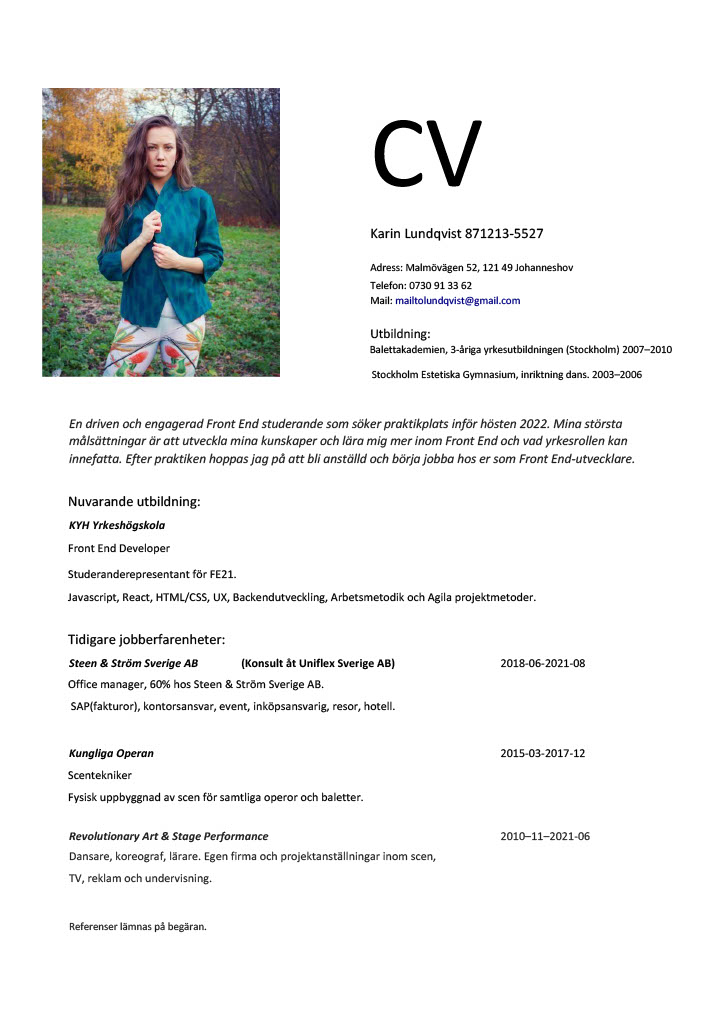 CV
Karin Lundqvist 871213-5527
Adress: Malmövägen 52, 121 49 Johanneshov
Telefon: 0730 91 33 62
Mail: mailtolundqvist@gmail.com
Utbildning:
Balettakademien, 3-åriga yrkesutbildningen (Stockholm) 2007–2010
Stockholm Estetiska Gymnasium, inriktning dans. 2003–2006
En driven och engagerad Front End studerande som söker praktikplats inför hösten 2022. Mina största
målsättningar är att utveckla mina kunskaper och lära mig mer inom Front End och vad yrkesrollen kan
innefatta. Efter praktiken hoppas jag på att bli anställd och börja jobba hos er som Front End-utvecklare.
Nuvarande utbildning:
KYH Yrkeshögskola
Front End Developer
Studeranderepresentant för FE21.
Javascript, React, HTML/CSS, UX, Backendutveckling, Arbetsmetodik och Agila projektmetoder.
Tidigare jobberfarenheter:
Steen & Ström Sverige AB (Konsult åt Uniflex Sverige AB) 2018-06-2021-08
Office manager, 60% hos Steen & Ström Sverige AB.
SAP(fakturor), kontorsansvar, event, inköpsansvarig, resor, hotell.
Kungliga Operan 2015-03-2017-12
Scentekniker
Fysisk uppbyggnad av scen för samtliga operor och baletter.
Revolutionary Art & Stage Performance 2010–11–2021-06
Dansare, koreograf, lärare. Egen firma och projektanställningar inom scen,
TV, reklam och undervisning.
Referenser lämnas på begäran.